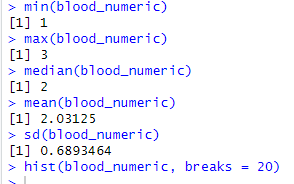 > min(blood_numeric)
[1] 1
> max(blood_numeric)
[1] 3
> median(blood_numeric)
[1] 2
> mean(blood_numeric)
[1] 2.03125
> sd(blood_numeric)
[1] 0.6893464
> hist(blood_numeric, breaks = 20)
>